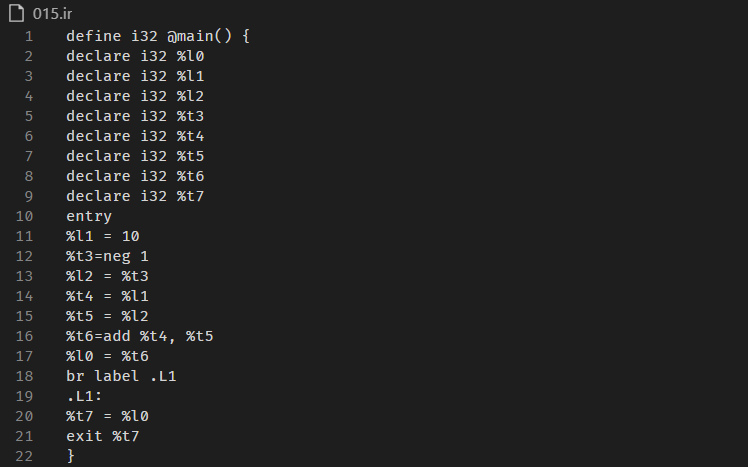 015.ir
1 define i32 @main() {
2 declare i32 %l0
3 declare i32 %l1
4 declare i32 %l2
5 declare i32 %t3
6 declare i32 %t4
7 declare i32 %t5
8 declare i32 %t6
9 declare i32 %t7
10 entry
11 %l1 = 10
12 %t3=neg 1
13 %l2 = %t3
14 %t4 = %l1
15 %t5 = %l2
16 %t6=add %t4, %t5
17 %l0 = %t6
18 br label .L1
19 .L1:
20 %t7 = %l0
21 exit %t7
22 }